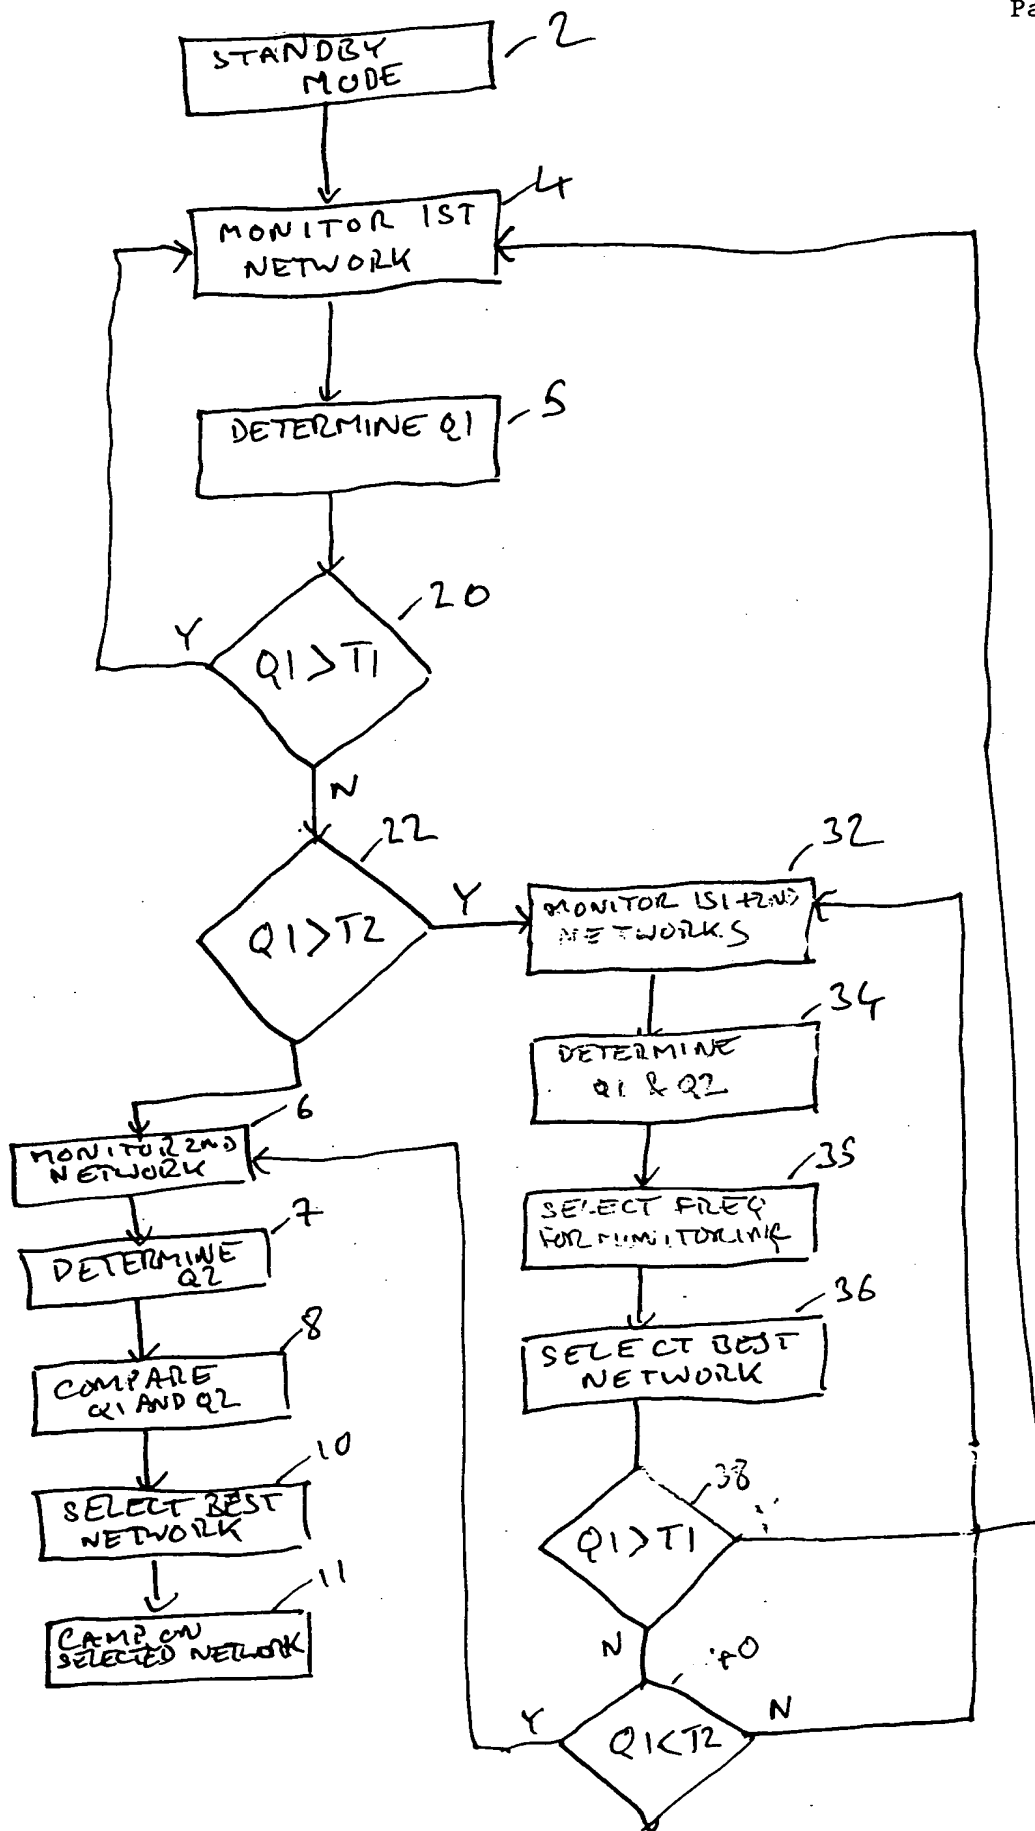 Pa
2
STANDBY
MODE
4
MONITOR 1ST
NETWORK
5
DETERMINE Q1
20
Y
Q1>T1
N
22
Q1>T2
Y
32
MONITOR 1ST+2ND
NETWORKS
34
DETERMINE
Q1 & Q2
35
SELECT FREQ
FOR MONITORING
36
SELECT BEST
NETWORK
38
Q1>T1
N
40
Q1<T2
Y
N
6
MONITOR 2ND
NETWORK
7
DETERMINE
Q2
8
COMPARE
Q1 AND Q2
10
SELECT BEST
NETWORK
11
CAMP ON
SELECTED NETWORK